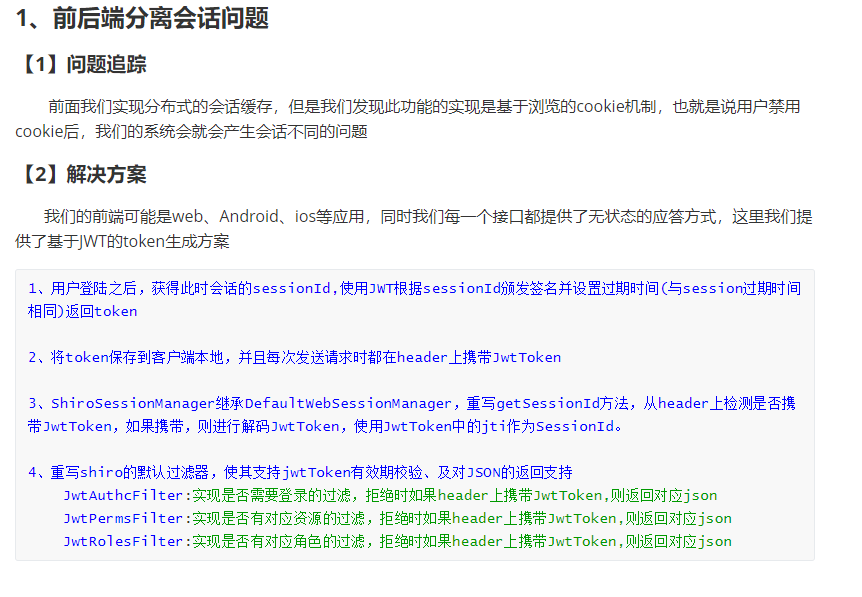 1、前后端分离会话问题
【1】问题追踪
前面我们实现分布式的会话缓存，但是我们发现此功能的实现是基于浏览的cookie机制，也就是说用户禁用
cookie后，我们的系统会就会产生会话不同的问题
【2】解决方案
我们的前端可能是web、Android、ios等应用，同时我们每一个接口都提供了无状态的应答方式，这里我们提
供了基于JWT的token生成方案
1、用户登陆之后，获得此时会话的sessionId,使用JWT根据sessionId颁发签名并设置过期时间(与session过期时间
相同)返回token
2、将token保存到客户端本地，并且每次发送请求时都在header上携带JwtToken
3、ShiroSessionManager继承DefaultWebSessionManager，重写getSessionId方法，从header上检测是否携
带JwtToken，如果携带，则进行解码JwtToken，使用JwtToken中的jti作为SessionId。
4、重写shiro的默认过滤器，使其支持jwtToken有效期校验、及对JSON的返回支持
JwtAuthcFilter:实现是否需要登录的过滤，拒绝时如果header上携带JwtToken,则返回对应json
JwtPermsFilter:实现是否有对应资源的过滤，拒绝时如果header上携带JwtToken,则返回对应json
JwtRolesFilter:实现是否有对应角色的过滤，拒绝时如果header上携带JwtToken,则返回对应json